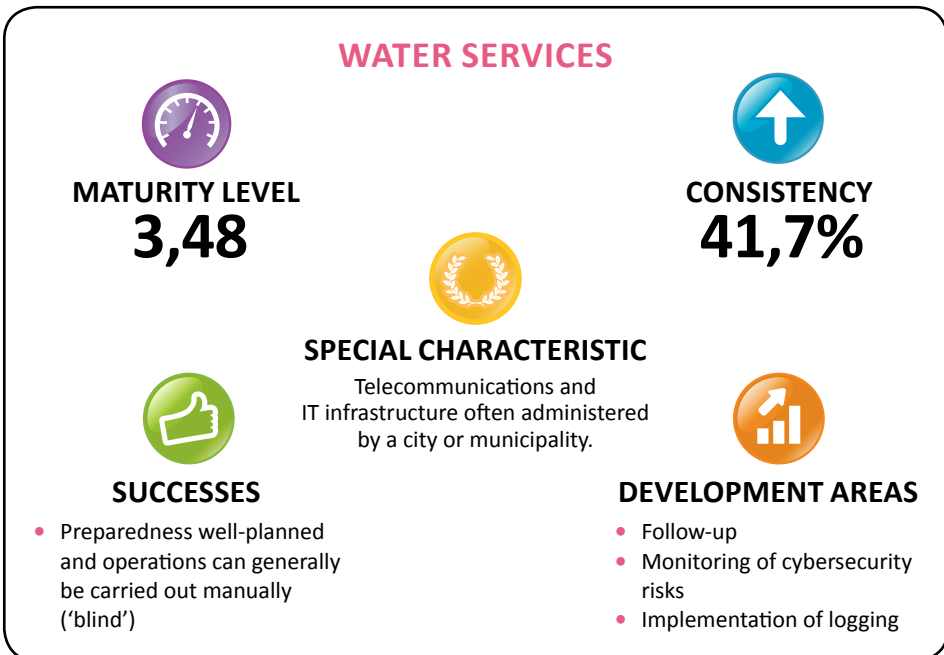 WATER SERVICES
MATURITY LEVEL
3,48
CONSISTENCY
41,7%
SPECIAL CHARACTERISTIC
Telecommunications and
IT infrastructure often administered
by a city or municipality.
SUCCESSES
• Preparedness well-planned
and operations can generally
be carried out manually
(‘blind’)
DEVELOPMENT AREAS
• Follow-up
• Monitoring of cybersecurity
risks
• Implementation of logging